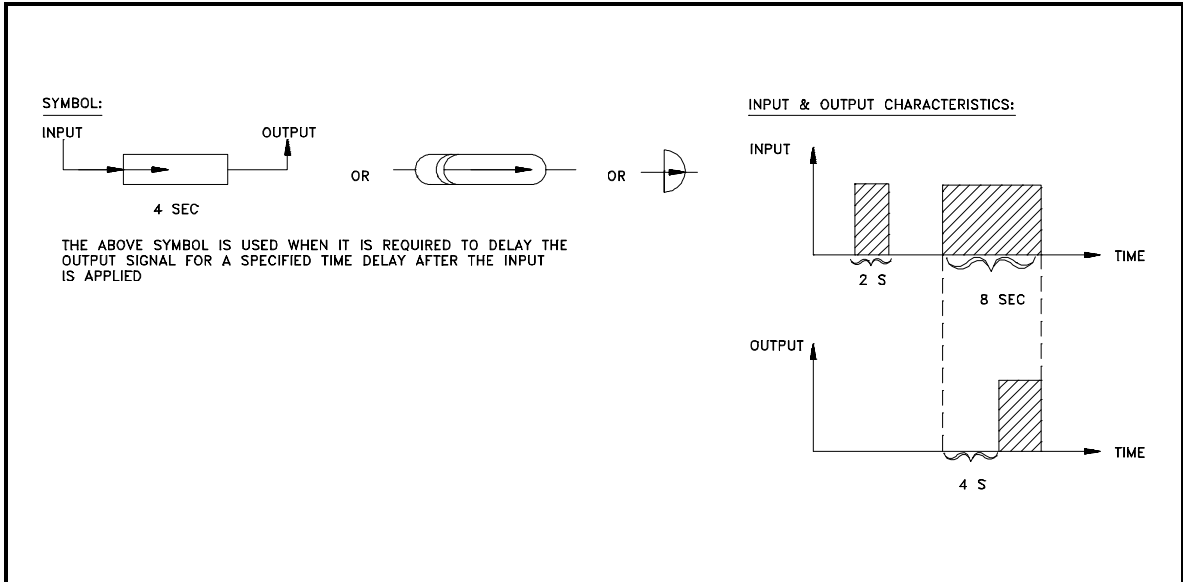 SYMBOL:
INPUT
OUTPUT
4 SEC
OR
OR
THE ABOVE SYMBOL IS USED WHEN IT IS REQUIRED TO DELAY THE
OUTPUT SIGNAL FOR A SPECIFIED TIME DELAY AFTER THE INPUT
IS APPLIED
INPUT & OUTPUT CHARACTERISTICS:
INPUT
TIME
2 S
8 SEC
OUTPUT
TIME
4 S